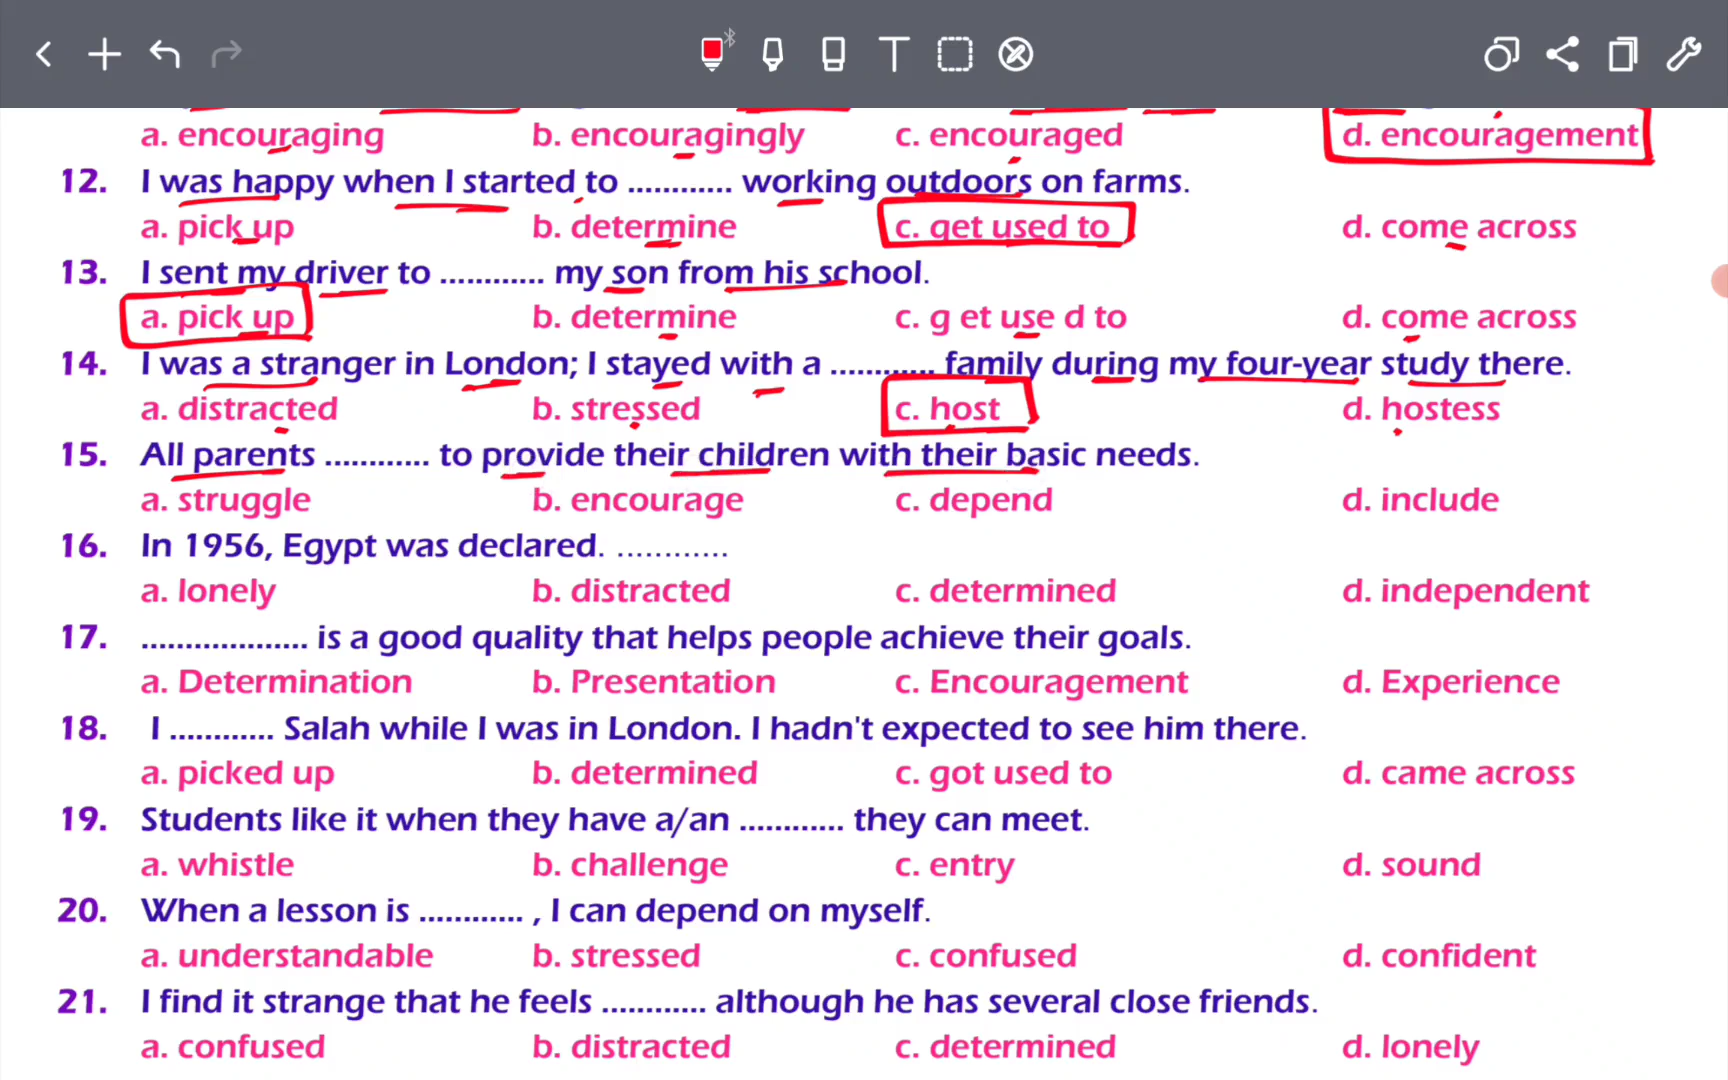 a. encouraging b. encouragingly c. encouraged d. encouragement
12. I was happy when I started to ............ working outdoors on farms.
a. pick up b. determine c. get used to d. come across
13. I sent my driver to ............ my son from his school.
a. pick up b. determine c. g et use d to d. come across
14. I was a stranger in London; I stayed with a ............ family during my four-year study there.
a. distracted b. stressed c. host d. hostess
15. All parents ............ to provide their children with their basic needs.
a. struggle b. encourage c. depend d. include
16. In 1956, Egypt was declared. ............
a. lonely b. distracted c. determined d. independent
17. ................... is a good quality that helps people achieve their goals.
a. Determination b. Presentation c. Encouragement d. Experience
18. I ............ Salah while I was in London. I hadn't expected to see him there.
a. picked up b. determined c. got used to d. came across
19. Students like it when they have a/an ............ they can meet.
a. whistle b. challenge c. entry d. sound
20. When a lesson is ............ , I can depend on myself.
a. understandable b. stressed c. confused d. confident
21. I find it strange that he feels ............ although he has several close friends.
a. confused b. distracted c. determined d. lonely